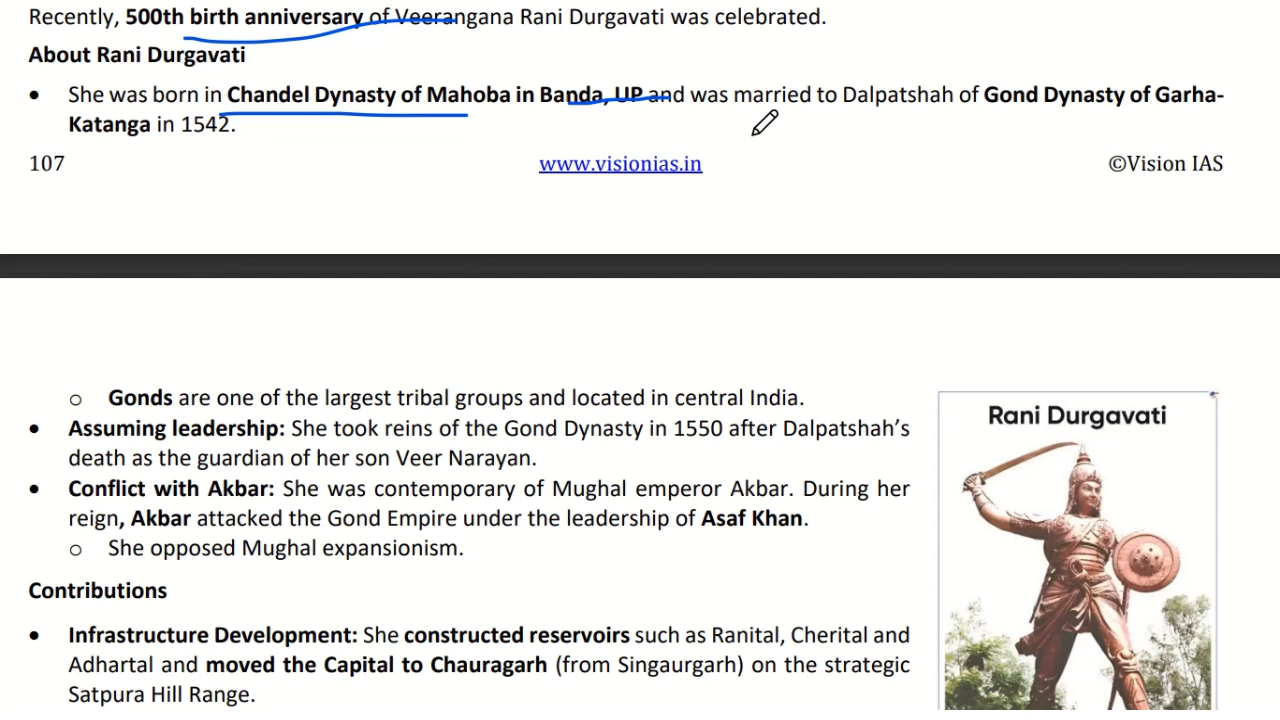 Recently, 500th birth anniversary of Veerangana Rani Durgavati was celebrated.
About Rani Durgavati
• She was born in Chandel Dynasty of Mahoba in Banda, UP and was married to Dalpatshah of Gond Dynasty of Garha-
Katanga in 1542.
107 www.visionias.in ©Vision IAS
o Gonds are one of the largest tribal groups and located in central India.
• Assuming leadership: She took reins of the Gond Dynasty in 1550 after Dalpatshah’s
death as the guardian of her son Veer Narayan.
• Conflict with Akbar: She was contemporary of Mughal emperor Akbar. During her
reign, Akbar attacked the Gond Empire under the leadership of Asaf Khan.
o She opposed Mughal expansionism.
Contributions
• Infrastructure Development: She constructed reservoirs such as Ranital, Cherital and
Adhartal and moved the Capital to Chauragarh (from Singaurgarh) on the strategic
Satpura Hill Range.
Rani Durgavati